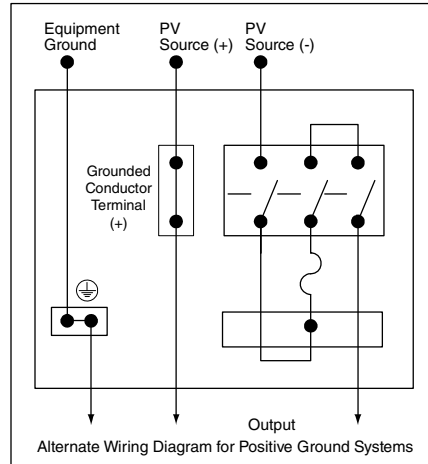 Equipment
Ground
PV
Source (+)
PV
Source (-)
Grounded
Conductor
Terminal
(+)
Output
Alternate Wiring Diagram for Positive Ground Systems